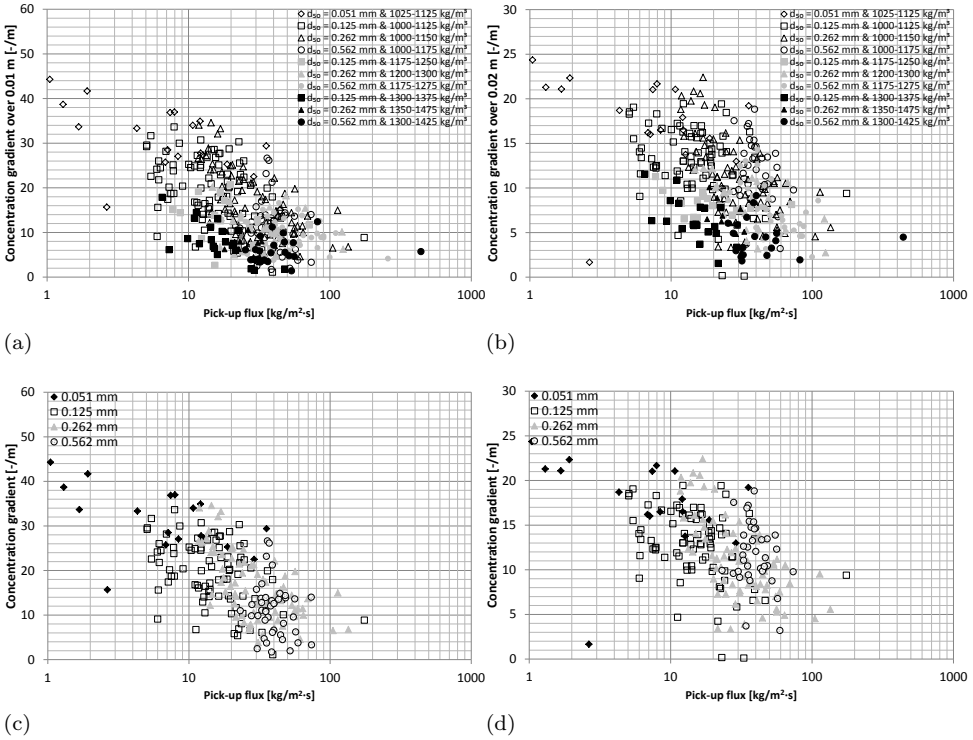 Concentration gradient over 0.01 m [-/m]
60
50
40
30
20
10
0
1
10
100
1000
Pick-up flux [kg/m²·s]
d₅₀ = 0.051 mm & 1025-1125 kg/m³
d₅₀ = 0.125 mm & 1000-1125 kg/m³
d₅₀ = 0.262 mm & 1000-1150 kg/m³
d₅₀ = 0.562 mm & 1000-1175 kg/m³
d₅₀ = 0.125 mm & 1175-1250 kg/m³
d₅₀ = 0.262 mm & 1200-1300 kg/m³
d₅₀ = 0.562 mm & 1175-1275 kg/m³
d₅₀ = 0.125 mm & 1300-1375 kg/m³
d₅₀ = 0.262 mm & 1350-1475 kg/m³
d₅₀ = 0.562 mm & 1300-1425 kg/m³
(a)
Concentration gradient over 0.02 m [-/m]
30
25
20
15
10
5
0
1
10
100
1000
Pick-up flux [kg/m²·s]
d₅₀ = 0.051 mm & 1025-1125 kg/m³
d₅₀ = 0.125 mm & 1000-1125 kg/m³
d₅₀ = 0.262 mm & 1000-1150 kg/m³
d₅₀ = 0.562 mm & 1000-1175 kg/m³
d₅₀ = 0.125 mm & 1175-1250 kg/m³
d₅₀ = 0.262 mm & 1200-1300 kg/m³
d₅₀ = 0.562 mm & 1175-1275 kg/m³
d₅₀ = 0.125 mm & 1300-1375 kg/m³
d₅₀ = 0.262 mm & 1350-1475 kg/m³
d₅₀ = 0.562 mm & 1300-1425 kg/m³
(b)
Concentration gradient [-/m]
60
50
40
30
20
10
0
1
10
100
1000
Pick-up flux [kg/m²·s]
0.051 mm
0.125 mm
0.262 mm
0.562 mm
(c)
Concentration gradient [-/m]
30
25
20
15
10
5
0
1
10
100
1000
Pick-up flux [kg/m²·s]
0.051 mm
0.125 mm
0.262 mm
0.562 mm
(d)